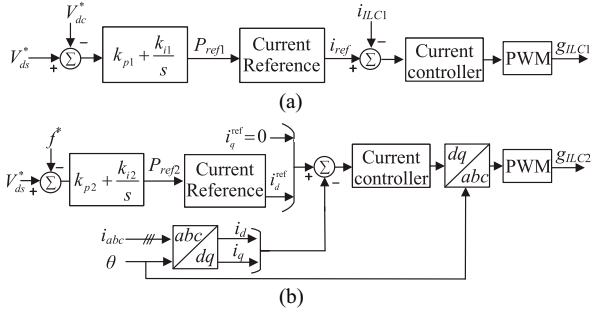 V*dc
V*ds
−
+
Σ
kp1 + ki1/s
Pref1
Current Reference
iref
iILC1
−
+
Σ
Current controller
PWM
gILC1
(a)
f*
V*ds
−
+
Σ
kp2 + ki2/s
Pref2
Current Reference
iqref=0
idref
+
−
Σ
Current controller
dq/abc
PWM
gILC2
iabc
θ
abc/dq
id
iq
(b)